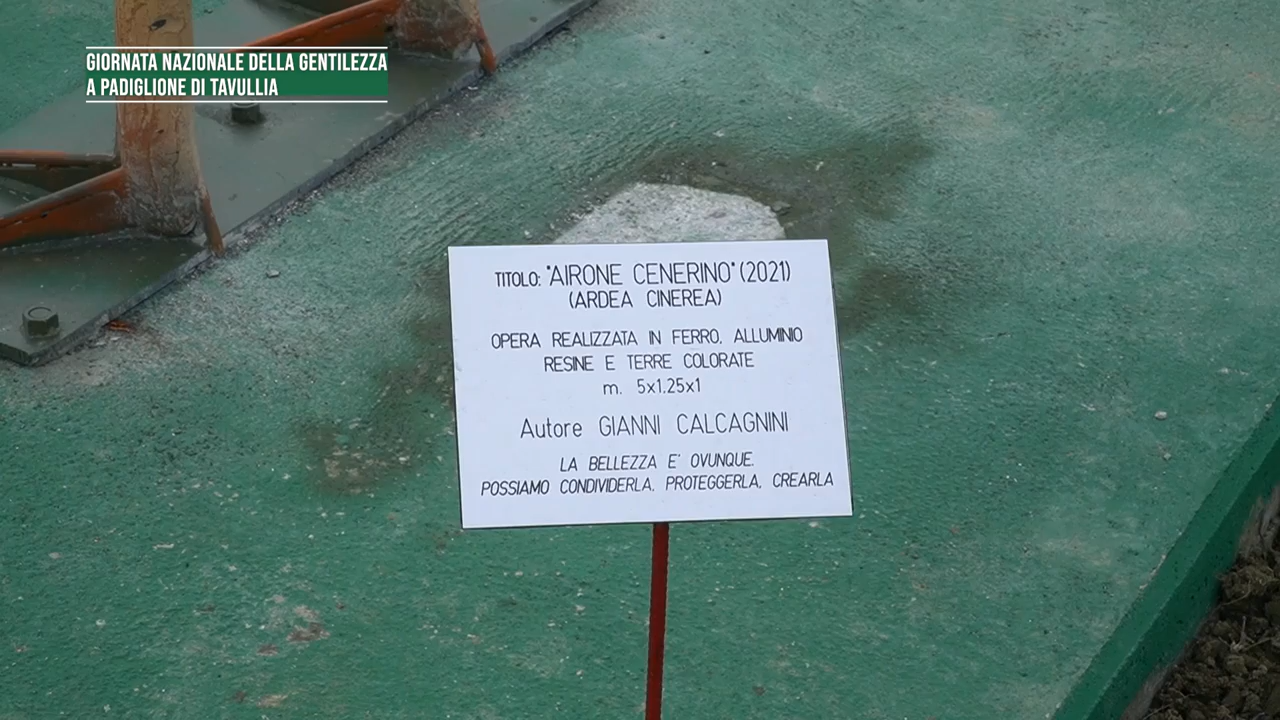 GIORNATA NAZIONALE DELLA GENTILEZZA
A PADIGLIONE DI TAVULLIA
TITOLO: "AIRONE CENERINO" (2021)
(ARDEA CINEREA)
OPERA REALIZZATA IN FERRO, ALLUMINIO
RESINE E TERRE COLORATE
m. 5x1,25x1
Autore GIANNI CALCAGNINI
LA BELLEZZA E' OVUNQUE.
POSSIAMO CONDIVIDERLA, PROTEGGERLA, CREARLA